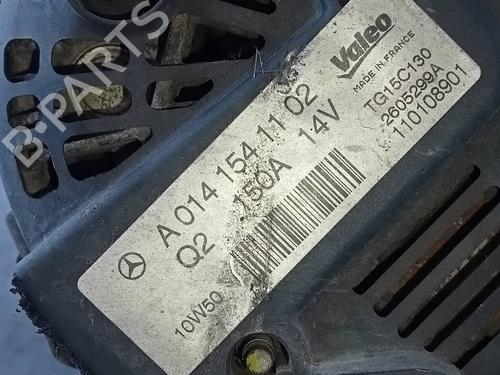 B-PARTS
Valeo
MADE IN FRANCE
A 014 154 11 02
Q2 150A 14V
TG15C130
2605299A
110108901
10W50